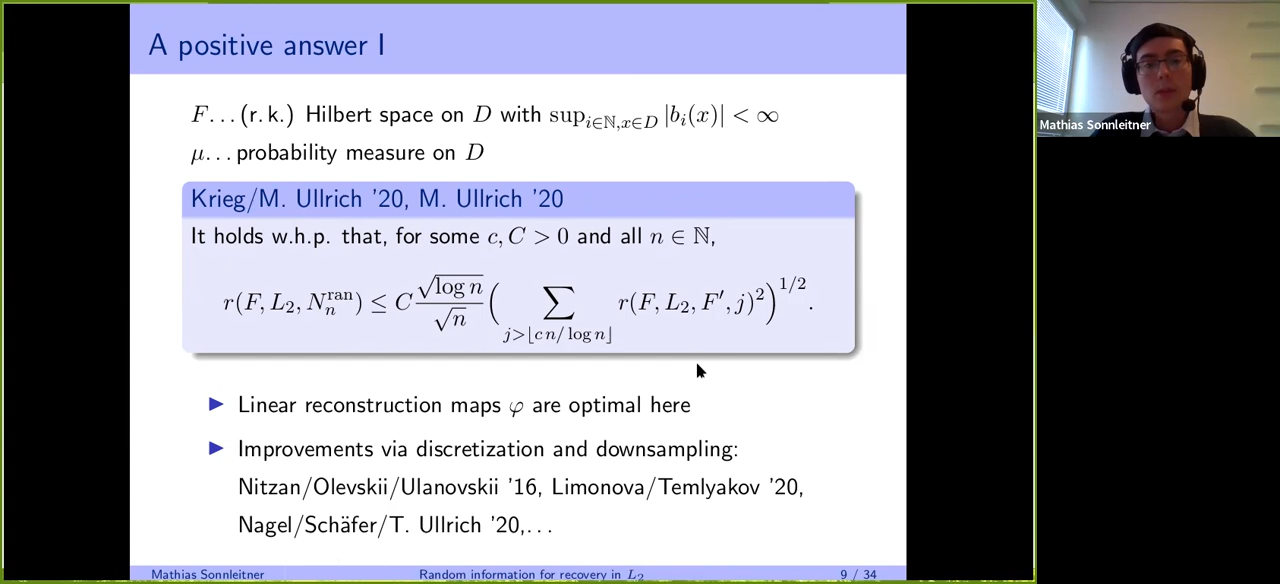 A positive answer I
F... (r. k.) Hilbert space on D with sup_{i∈ℕ,x∈D} |b_i(x)| < ∞
μ... probability measure on D
Krieg/M. Ullrich '20, M. Ullrich '20
It holds w.h.p. that, for some c, C > 0 and all n ∈ ℕ,
r(F, L_2, N_n^{ran}) ≤ C \frac{\sqrt{\log n}}{\sqrt{n}} ( ∑_{j>⌊c n/ log n⌋} r(F, L_2, F', j)^2 )^{1/2}.
▶ Linear reconstruction maps φ are optimal here
▶ Improvements via discretization and downsampling:
Nitzan/Olevskii/Ulanovskii '16, Limonova/Temlyakov '20,
Nagel/Schäfer/T. Ullrich '20,...
Mathias Sonnleitner Random information for recovery in L_2 9 / 34
Mathias Sonnleitner